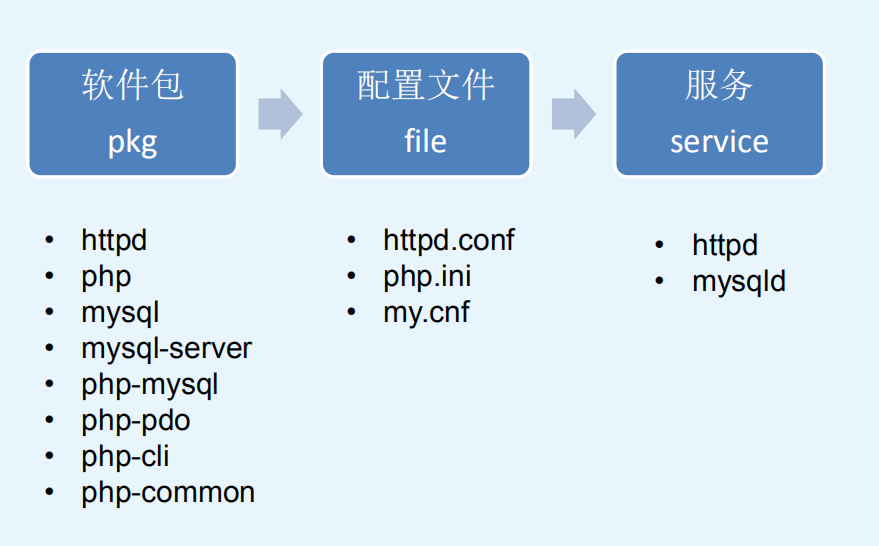 软件包
pkg
配置文件
file
服务
service
• httpd
• php
• mysql
• mysql-server
• php-mysql
• php-pdo
• php-cli
• php-common
• httpd.conf
• php.ini
• my.cnf
• httpd
• mysqld